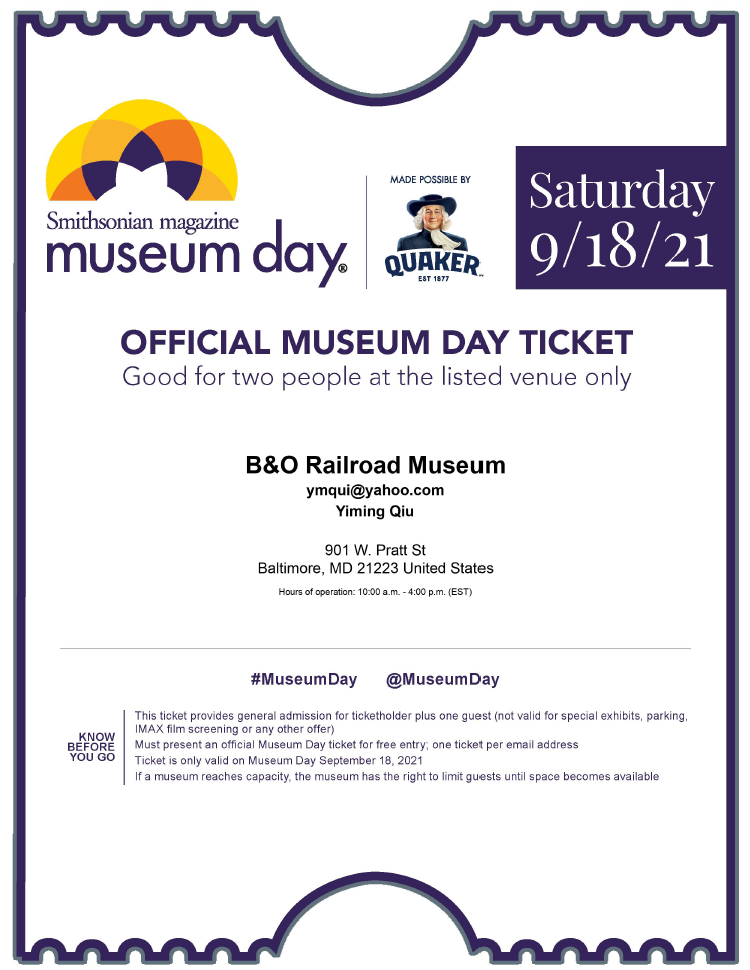 Smithsonian magazine
museum day®
MADE POSSIBLE BY
QUAKER™
EST 1877
Saturday
9/18/21
OFFICIAL MUSEUM DAY TICKET
Good for two people at the listed venue only
B&O Railroad Museum
ymqui@yahoo.com
Yiming Qiu
901 W. Pratt St
Baltimore, MD 21223 United States
Hours of operation: 10:00 a.m. - 4:00 p.m. (EST)
#MuseumDay @MuseumDay
KNOW
BEFORE
YOU GO
This ticket provides general admission for ticketholder plus one guest (not valid for special exhibits, parking,
IMAX film screening or any other offer)
Must present an official Museum Day ticket for free entry; one ticket per email address
Ticket is only valid on Museum Day September 18, 2021
If a museum reaches capacity, the museum has the right to limit guests until space becomes available